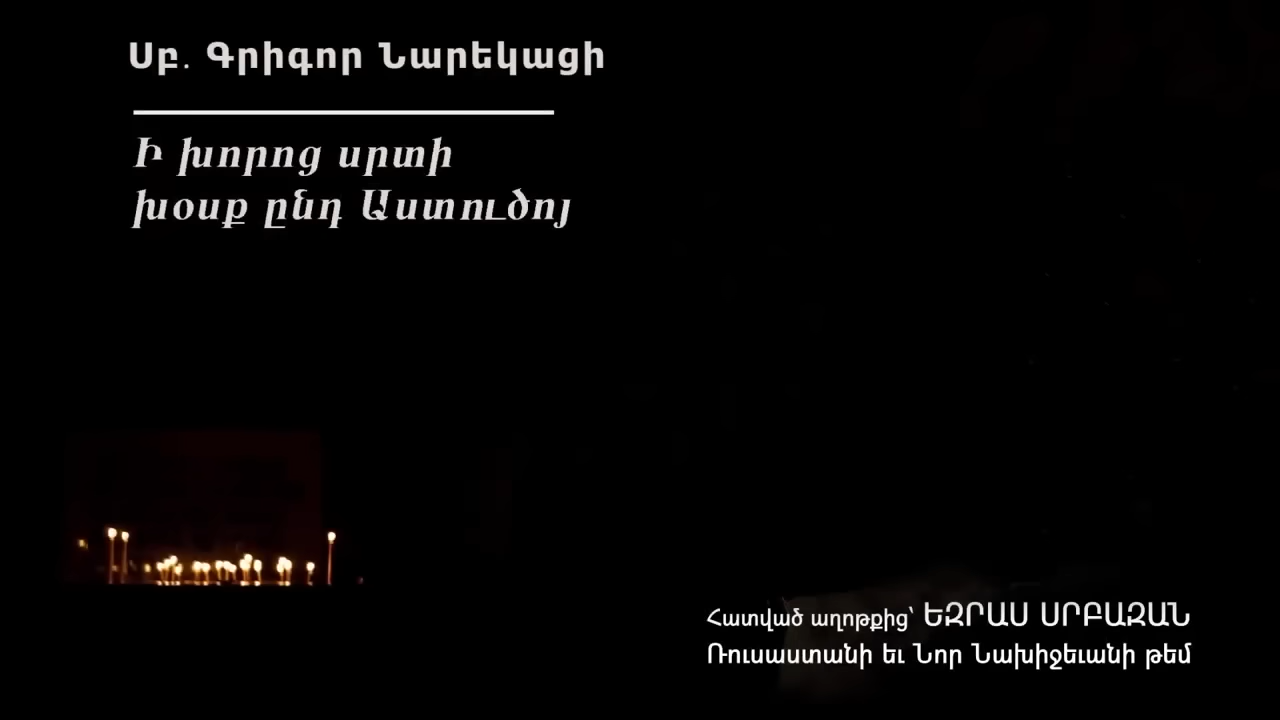 Սբ. Գրիգոր Նարեկացի
Ի խորոց սրտի
խօսք ընդ Աստուծոյ
Հատված աղոթքից՝ ԵԶՐԱՍ ՍՐԲԱԶԱՆ
Ռուսաստանի եւ Նոր Նախիջեւանի թեմ